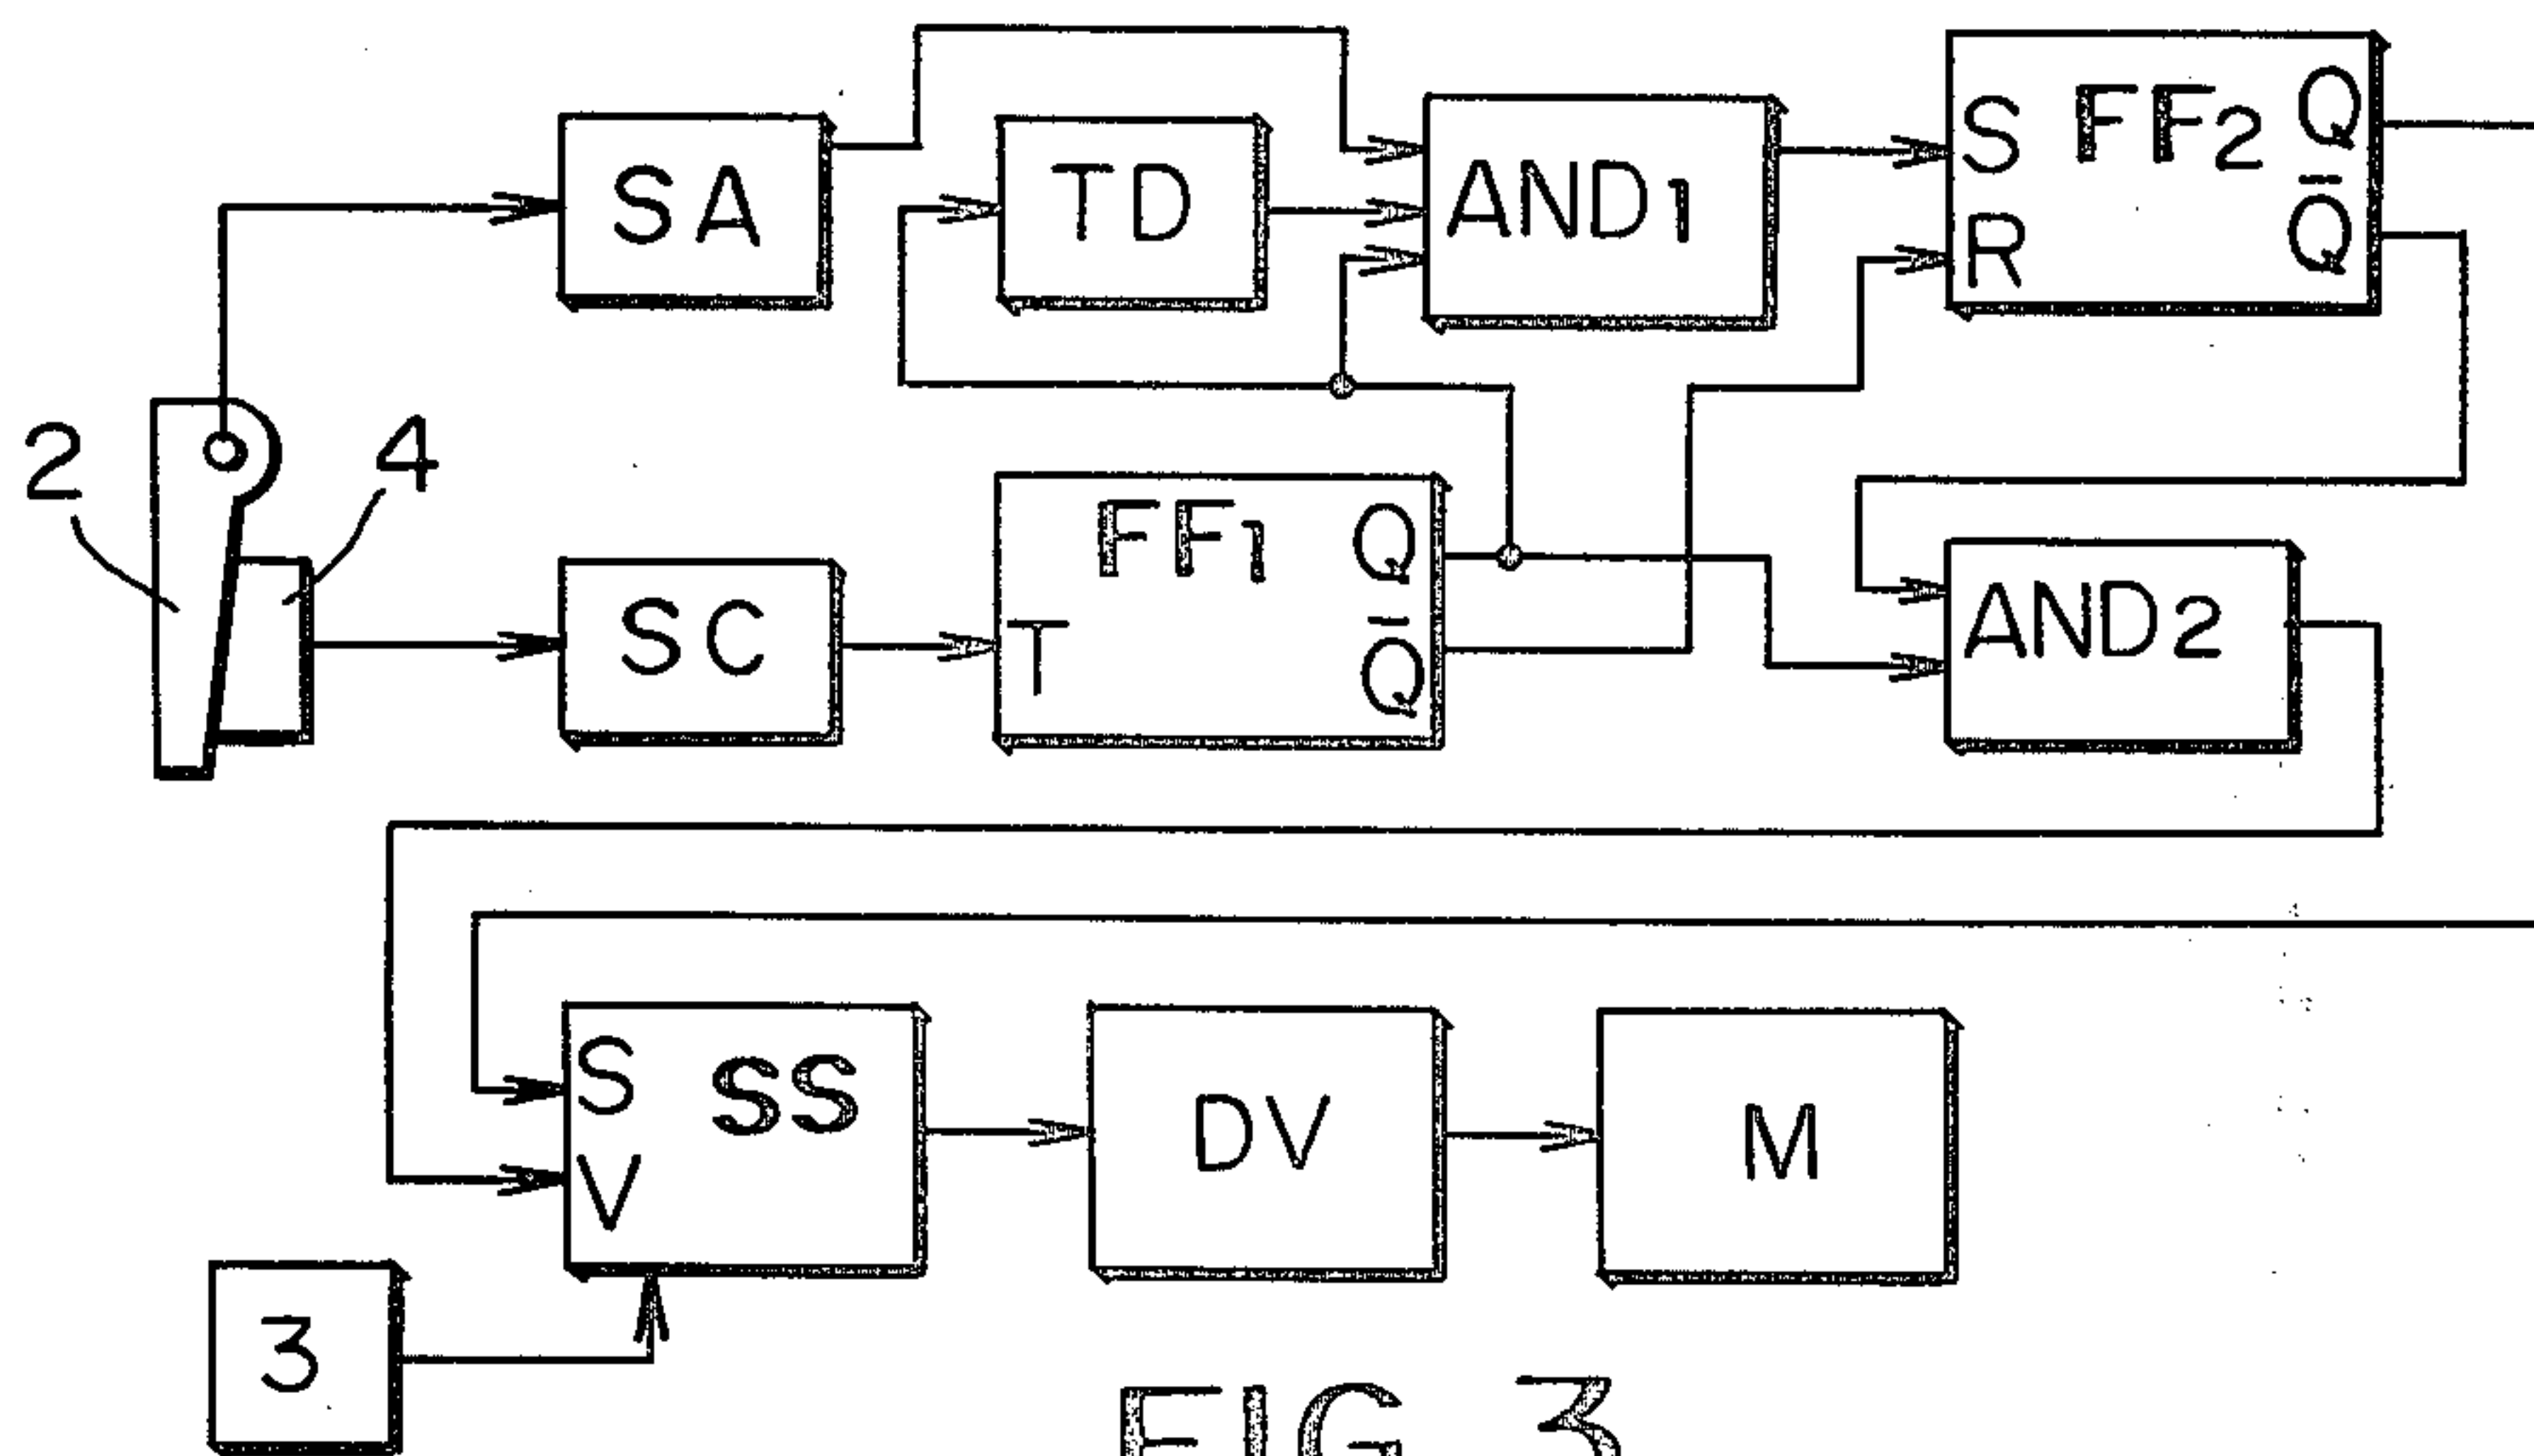 SA
TD
AND1
S FF2 Q
R Q̅
2
4
SC
FF1 Q
T Q̅
AND2
S SS
V
DV
M
3
FIG 3